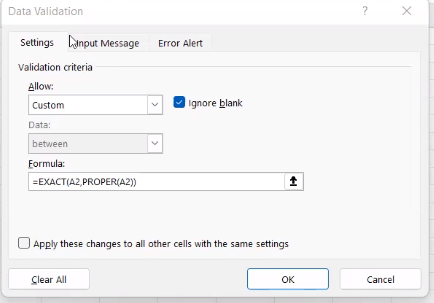 Data Validation ?
Settings Input Message Error Alert
Validation criteria
Allow:
Custom Ignore blank
Data:
between
Formula:
=EXACT(A2,PROPER(A2))
Apply these changes to all other cells with the same settings
Clear All OK Cancel